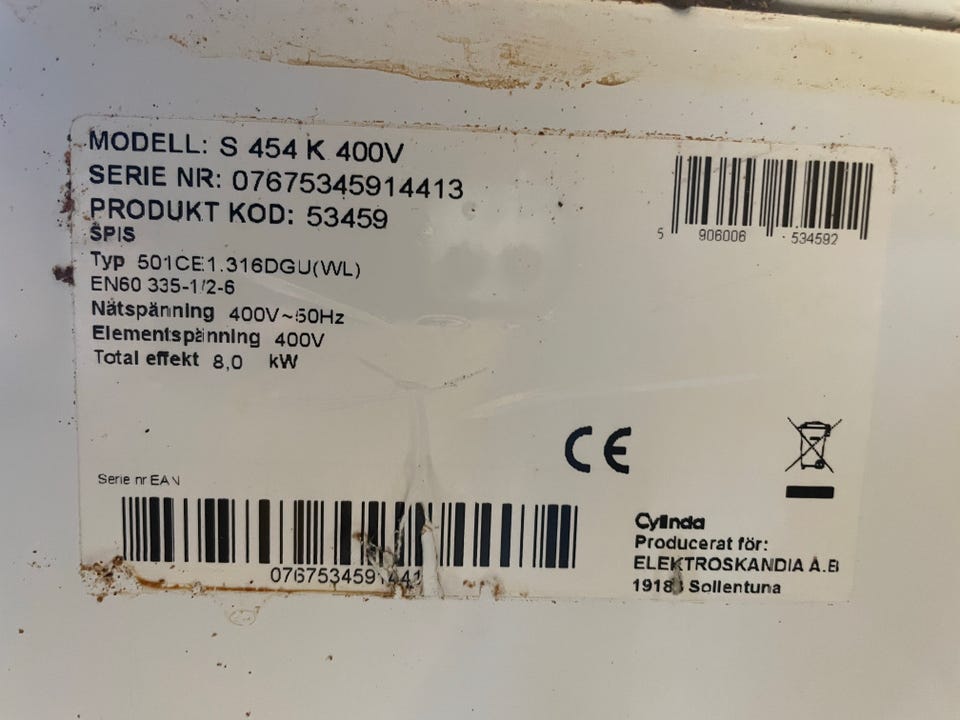 MODELL: S 454 K 400V
SERIE NR: 07675345914413
PRODUKT KOD: 53459
SPIS
Typ 501CE1.316DGU(WL)
EN60 335-1/2-6
Nätspänning 400V~50Hz
Elementspänning 400V
Total effekt 8,0 kW
5 906006 534592
Serie nr EAN
Cylinda
Producerat för:
ELEKTROSKANDIA A.B
Sollentuna